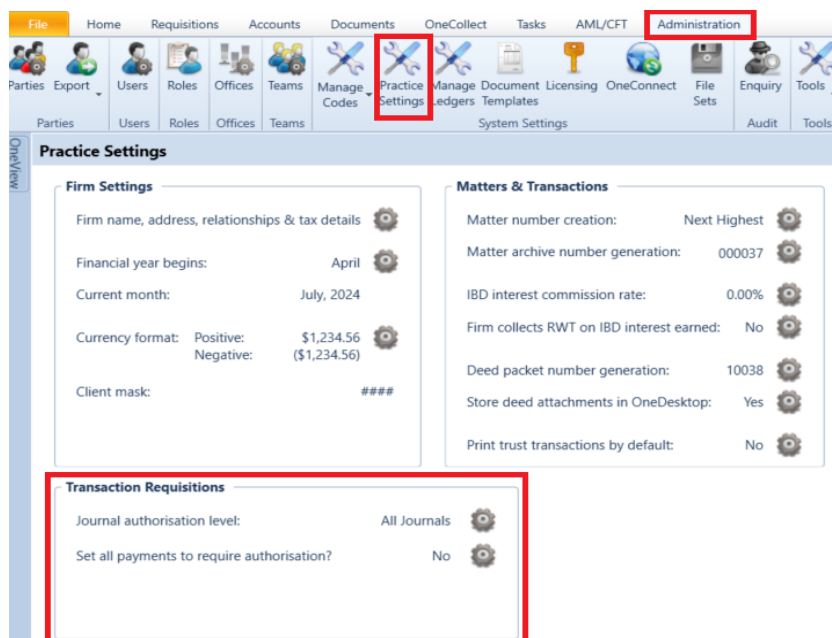 File Home Requisitions Accounts Documents OneCollect Tasks AML/CFT Administration
Parties Export Users Roles Offices Teams Manage Codes Practice Settings Manage Ledgers Document Templates Licensing OneConnect File Sets Enquiry Tools
Parties Users Roles Offices Teams System Settings Audit Tools
OneView
Practice Settings
Firm Settings
Firm name, address, relationships & tax details
Financial year begins: April
Current month: July, 2024
Currency format: Positive: $1,234.56
Negative: ($1,234.56)
Client mask: ####
Matters & Transactions
Matter number creation: Next Highest
Matter archive number generation: 000037
IBD interest commission rate: 0.00%
Firm collects RWT on IBD interest earned: No
Deed packet number generation: 10038
Store deed attachments in OneDesktop: Yes
Print trust transactions by default: No
Transaction Requisitions
Journal authorisation level: All Journals
Set all payments to require authorisation? No